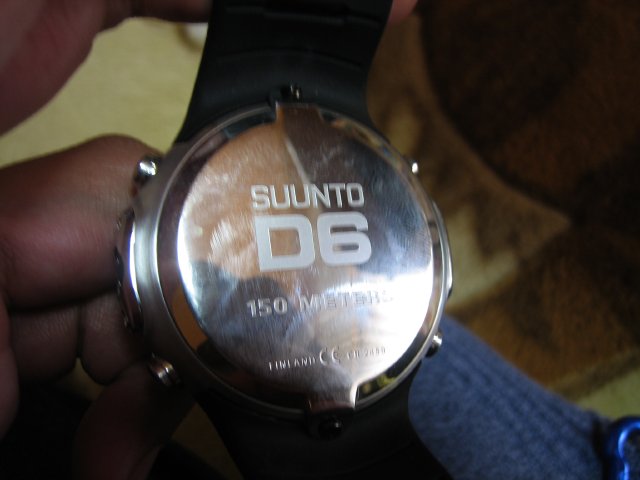 SUUNTO
D6
150 METERS
FINLAND CE